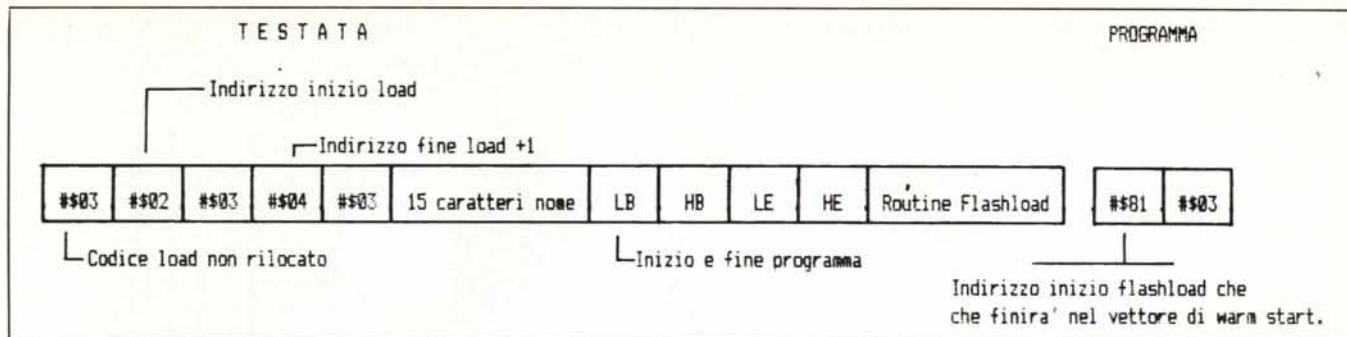 TESTATA PROGRAMMA
Indirizzo inizio load
Indirizzo fine load +1
#$03 #$02 #$03 #$04 #$03 15 caratteri nome LB HB LE HE Routine Flashload #$81 #$03
Codice load non rilocato
Inizio e fine programma
Indirizzo inizio flashload che
che finira' nel vettore di warm start.